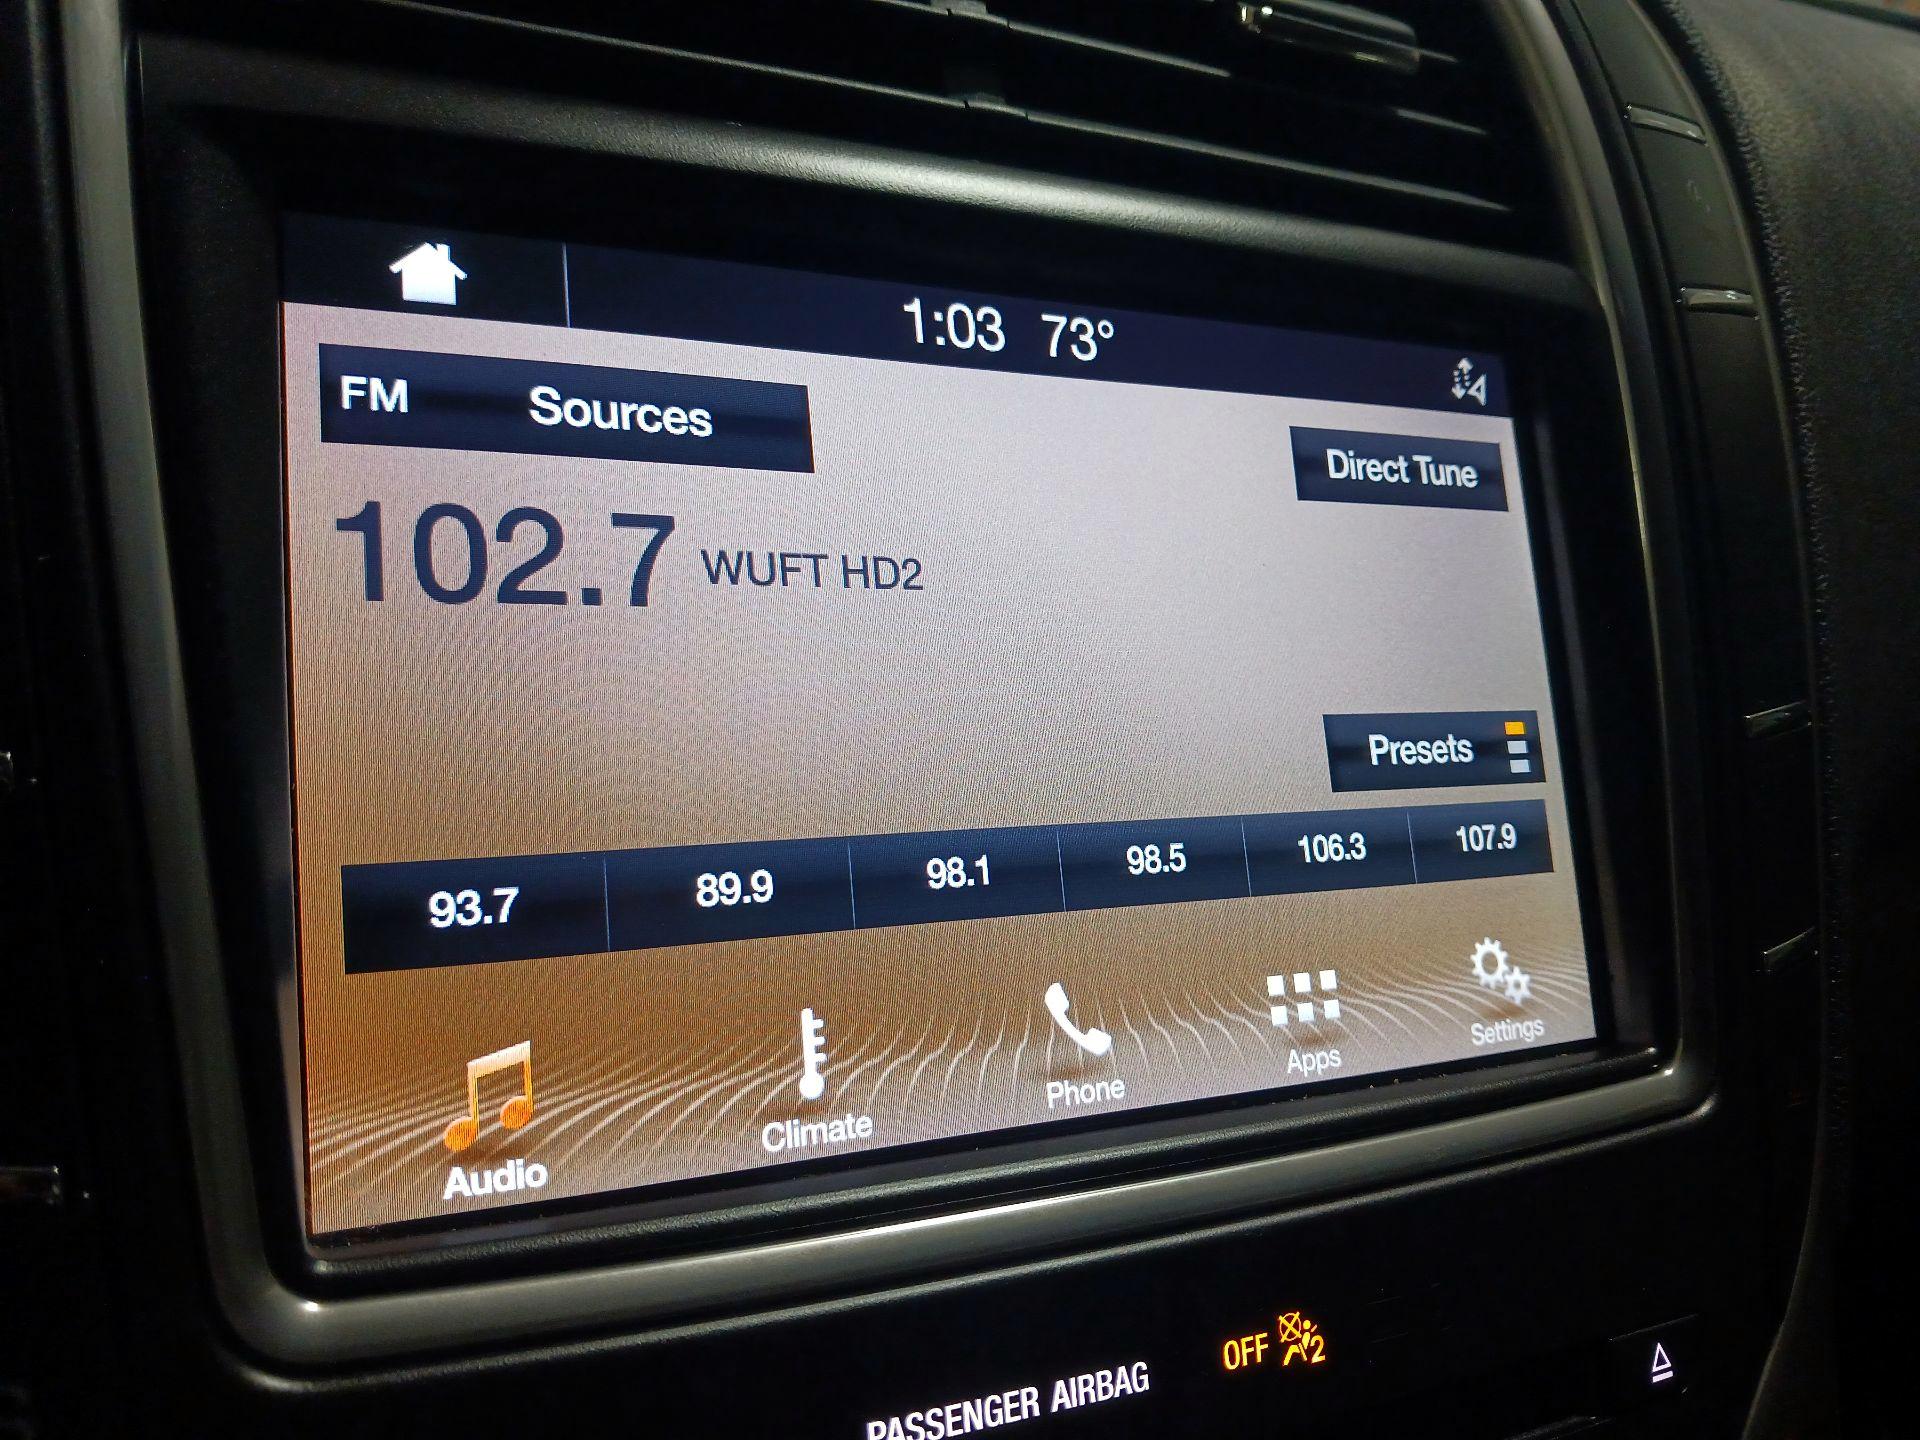 1:03 73°
FM Sources
Direct Tune
102.7 WUFT HD2
Presets
93.7 89.9 98.1 98.5 106.3 107.9
Audio Climate Phone Apps Settings
PASSENGER AIRBAG OFF 2